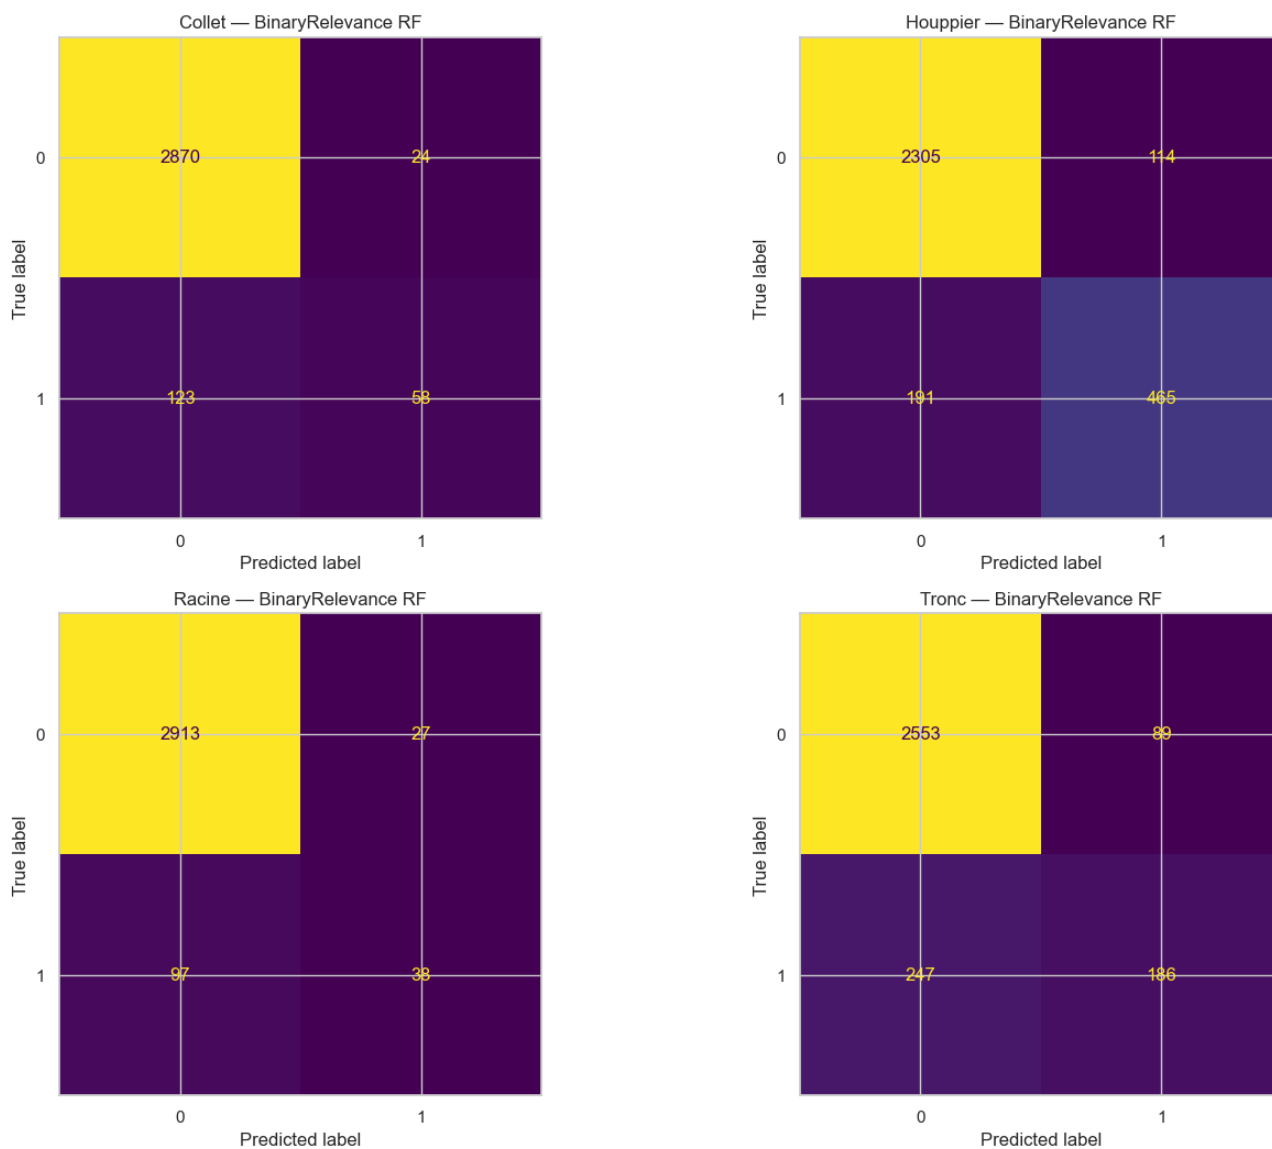 Collet — BinaryRelevance RF
True label
0
2870
24
1
123
58
0
1
Predicted label
Houppier — BinaryRelevance RF
True label
0
2305
114
1
191
465
0
1
Predicted label
Racine — BinaryRelevance RF
True label
0
2913
27
1
97
38
0
1
Predicted label
Tronc — BinaryRelevance RF
True label
0
2553
89
1
247
186
0
1
Predicted label